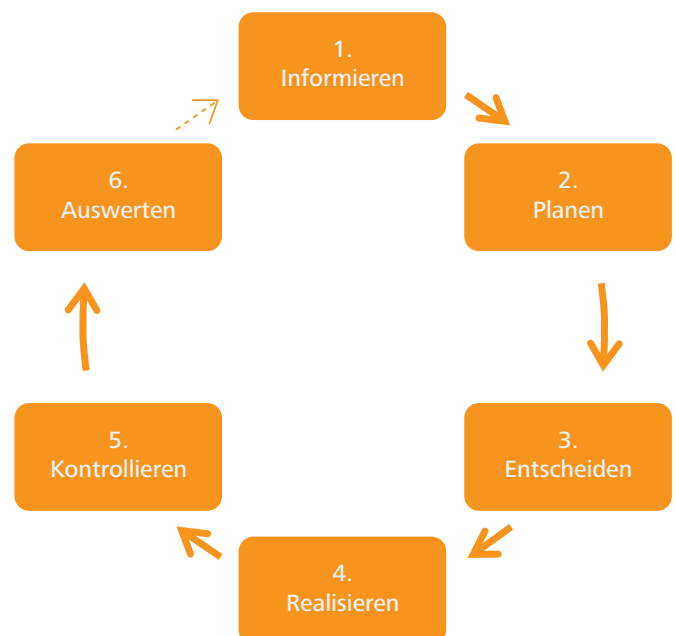 1.
Informieren
2.
Planen
3.
Entscheiden
4.
Realisieren
5.
Kontrollieren
6.
Auswerten